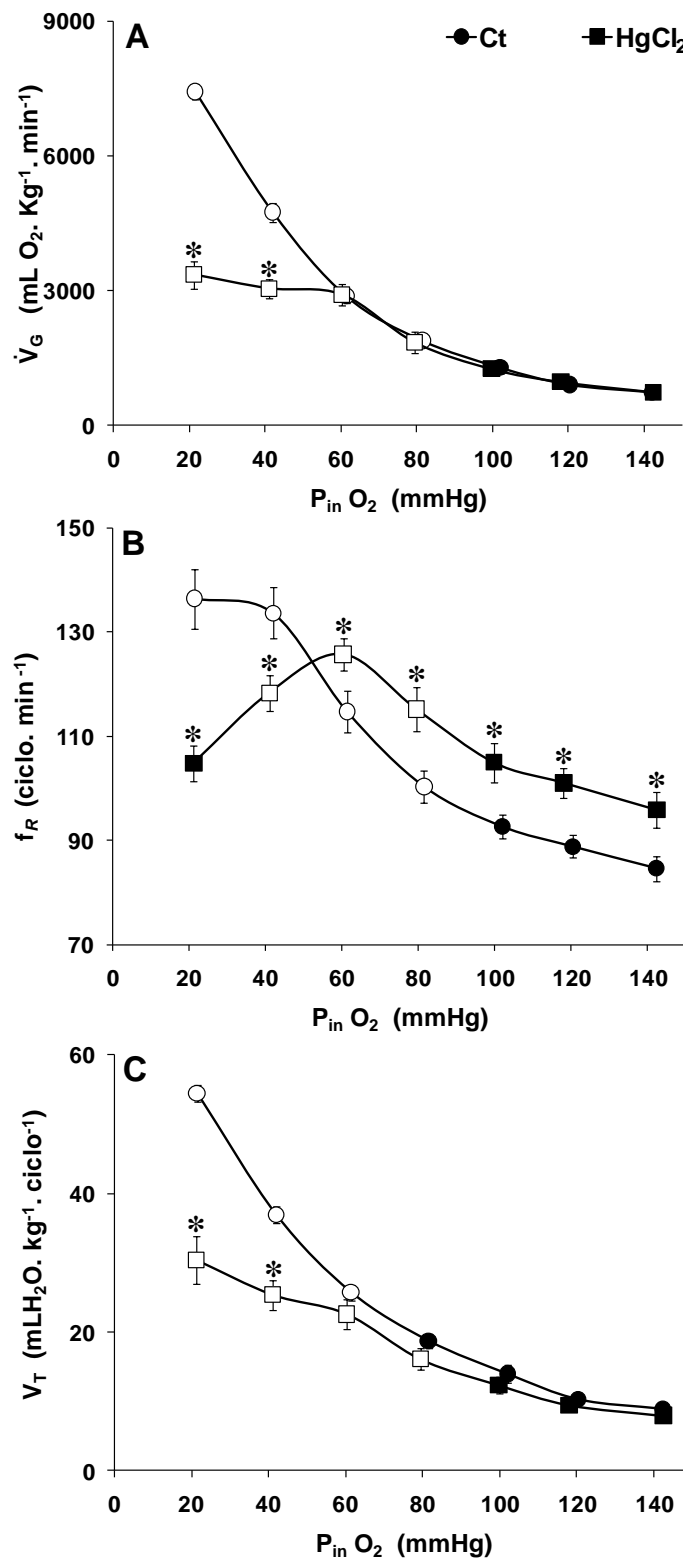 A
Ct
HgCl₂
9000
6000
3000
0
V̇G (mL O₂. Kg⁻¹. min⁻¹)
*
*
0 20 40 60 80 100 120 140
Pin O₂ (mmHg)
B
150
130
110
90
70
fR (ciclo. min⁻¹)
*
*
*
*
*
*
*
0 20 40 60 80 100 120 140
Pin O₂ (mmHg)
C
60
40
20
0
VT (mLH₂O. kg⁻¹. ciclo⁻¹)
*
*
0 20 40 60 80 100 120 140
Pin O₂ (mmHg)